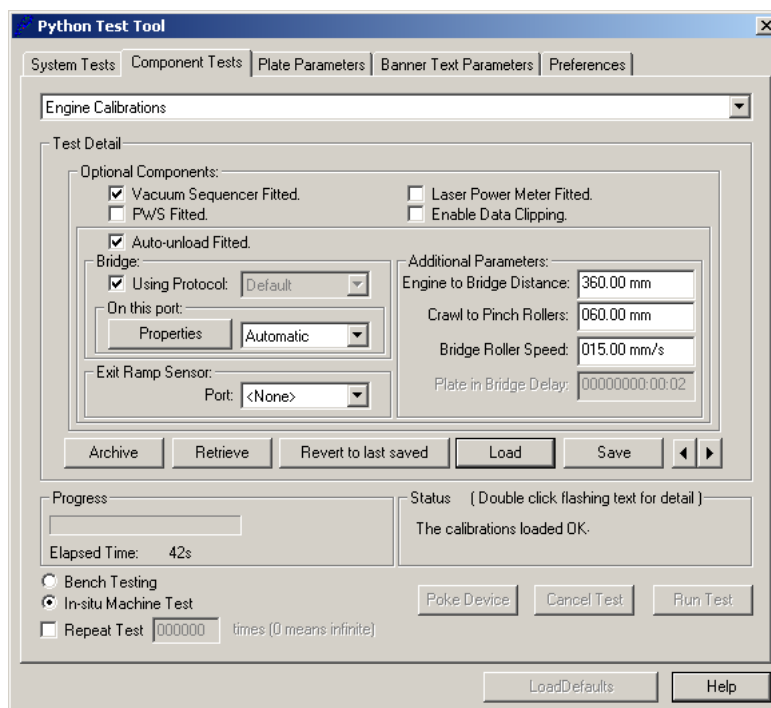 Python Test Tool
System Tests Component Tests Plate Parameters Banner Text Parameters Preferences
Engine Calibrations
Test Detail
Optional Components:
Vacuum Sequencer Fitted. Laser Power Meter Fitted.
PWS Fitted. Enable Data Clipping.
Auto-unload Fitted.
Bridge:
Using Protocol: Default
On this port:
Properties Automatic
Exit Ramp Sensor:
Port: <None>
Additional Parameters:
Engine to Bridge Distance: 360.00 mm
Crawl to Pinch Rollers: 060.00 mm
Bridge Roller Speed: 015.00 mm/s
Plate in Bridge Delay: 00000000:00:02
Archive Retrieve Revert to last saved Load Save
Progress
Elapsed Time: 42s
Status ( Double click flashing text for detail )
The calibrations loaded OK.
Bench Testing
In-situ Machine Test
Repeat Test 000000 times (0 means infinite)
Poke Device Cancel Test Run Test
LoadDefaults Help